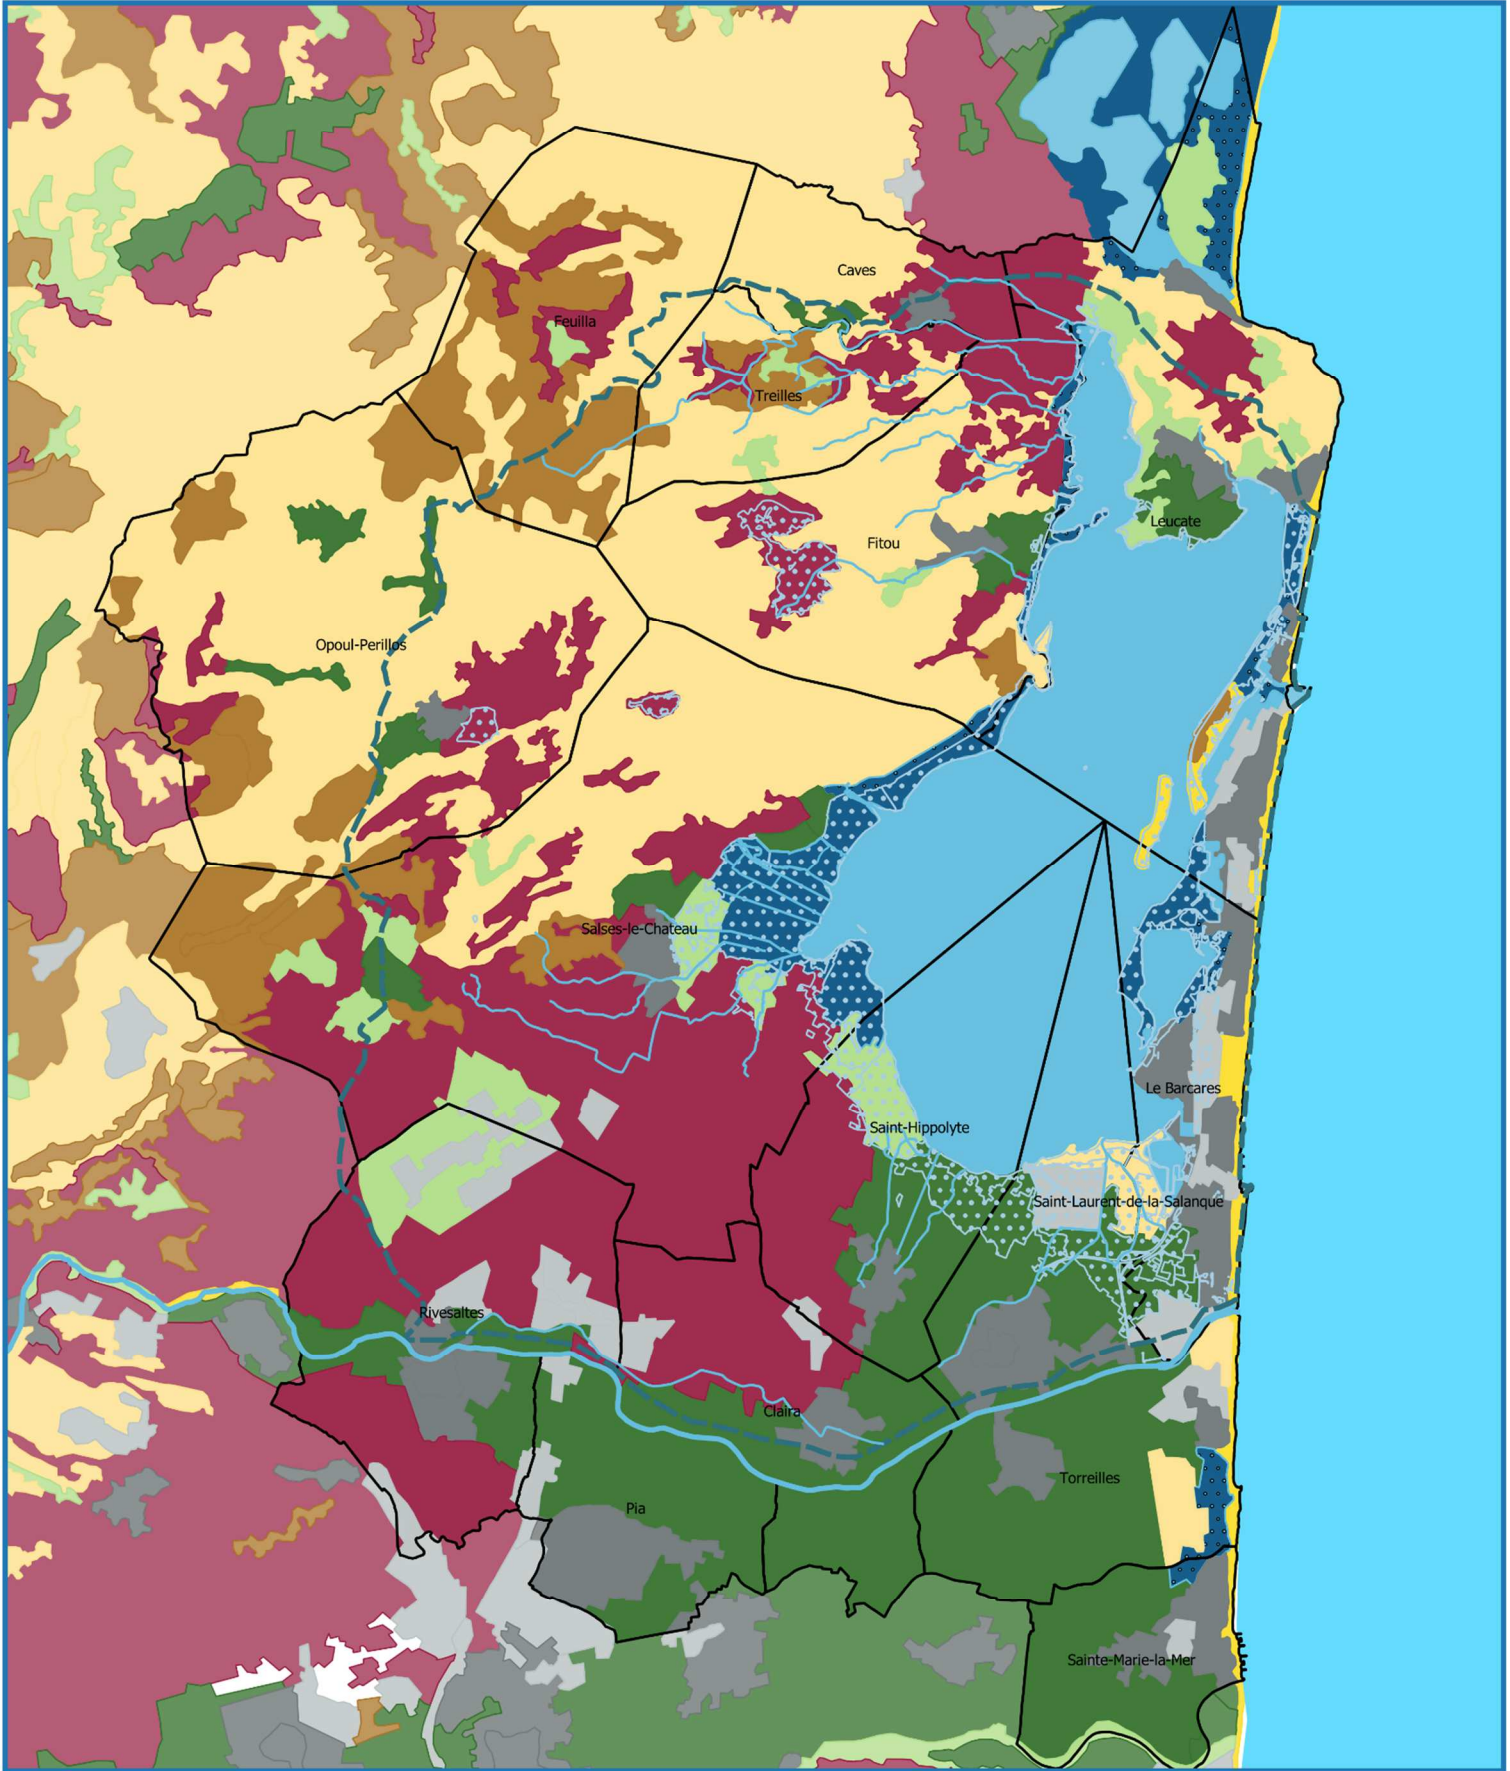 Caves
Feuilla
Treilles
Leucate
Fitou
Opoul-Perillos
Salses-le-Chateau
Le Barcares
Saint-Hippolyte
Saint-Laurent-de-la-Salanque
Rivesaltes
Claira
Torreilles
Pia
Sainte-Marie-la-Mer